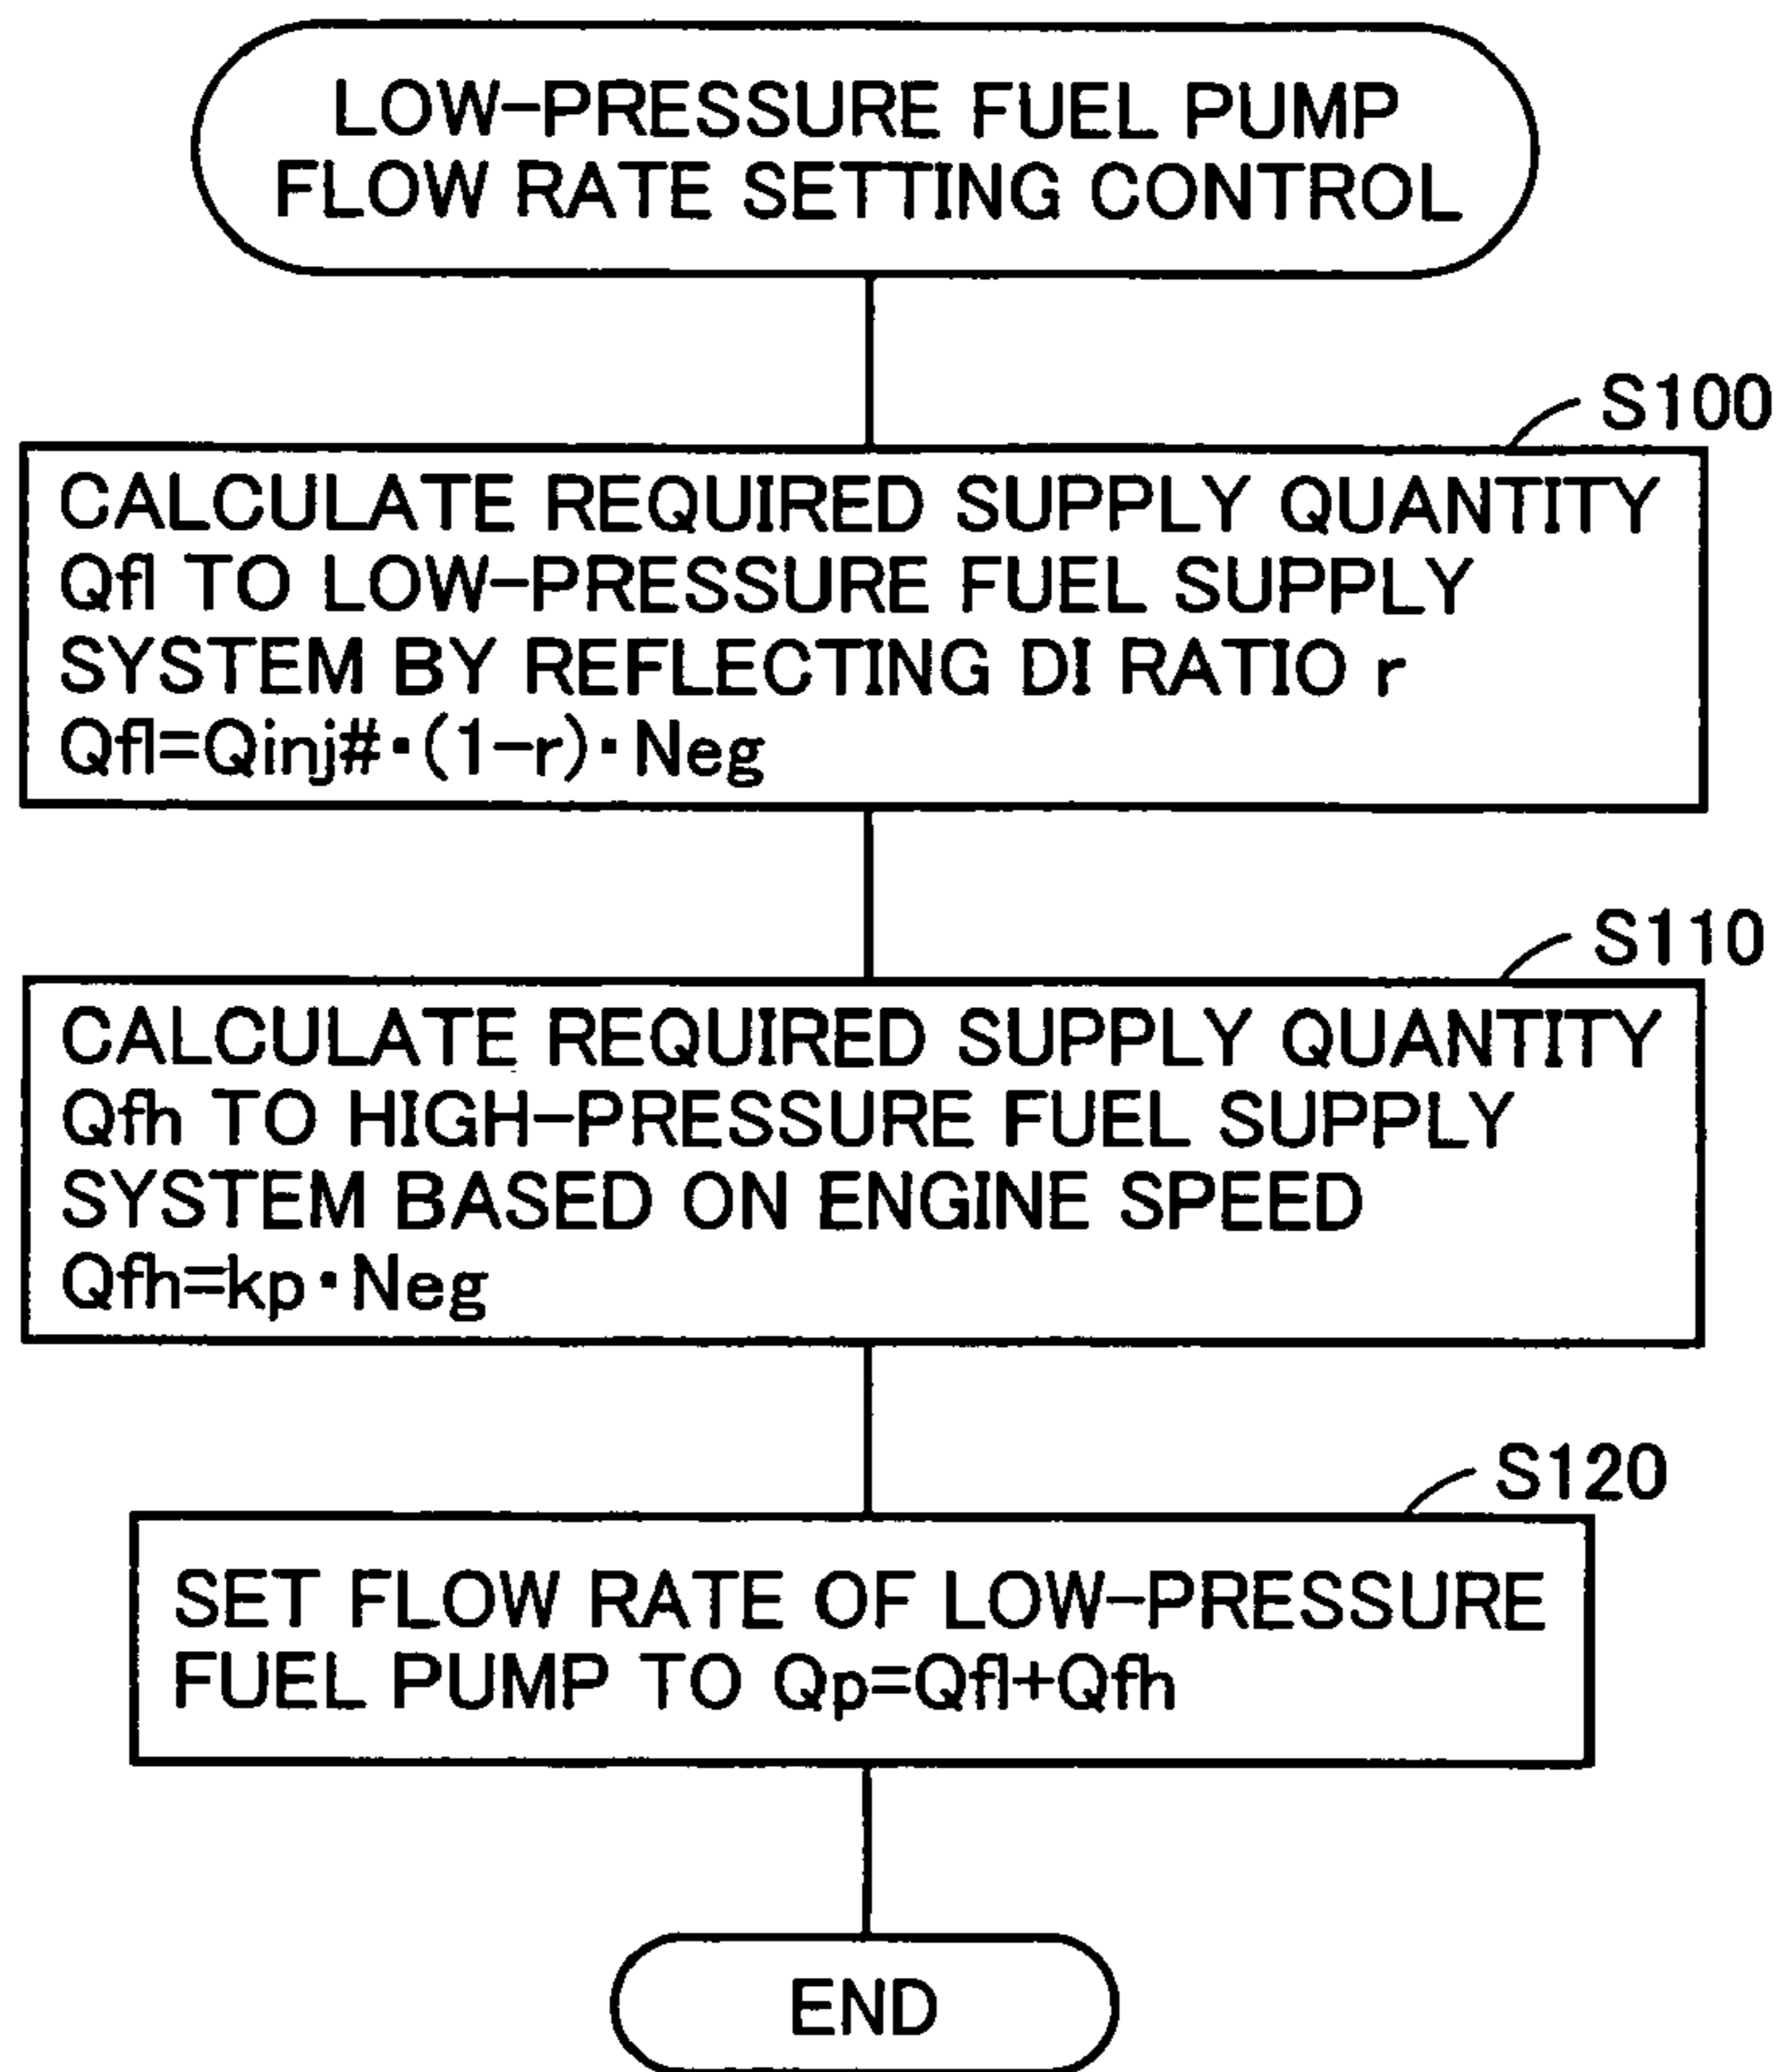 LOW-PRESSURE FUEL PUMP
FLOW RATE SETTING CONTROL
S100
CALCULATE REQUIRED SUPPLY QUANTITY
Qfl TO LOW-PRESSURE FUEL SUPPLY
SYSTEM BY REFLECTING DI RATIO r
Qfl=Qinj#·(1-r)·Neg
S110
CALCULATE REQUIRED SUPPLY QUANTITY
Qfh TO HIGH-PRESSURE FUEL SUPPLY
SYSTEM BASED ON ENGINE SPEED
Qfh=kp·Neg
S120
SET FLOW RATE OF LOW-PRESSURE
FUEL PUMP TO Qp=Qfl+Qfh
END